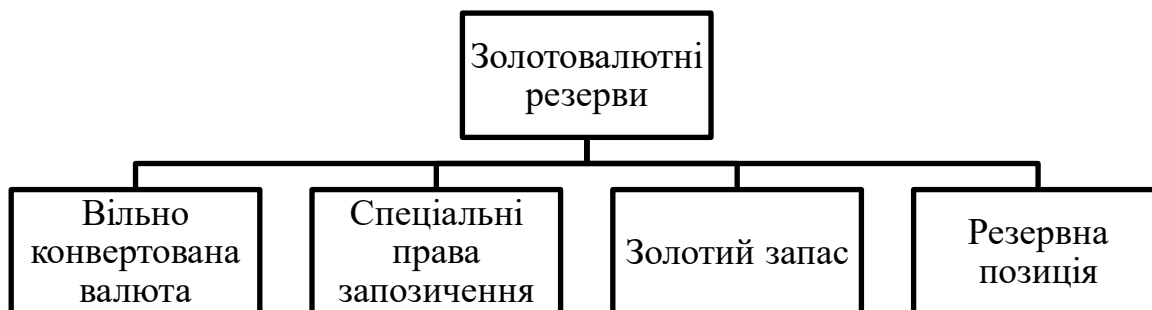 Золотовалютні
резерви
Вільно
конвертована
валюта
Спеціальні
права
запозичення
Золотий запас
Резервна
позиція